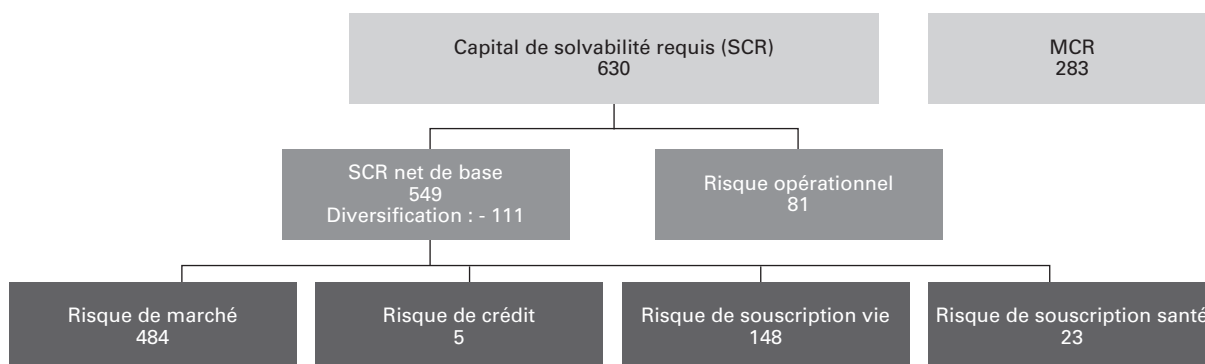 Capital de solvabilité requis (SCR)
630
MCR
283
SCR net de base
549
Diversification : - 111
Risque opérationnel
81
Risque de marché
484
Risque de crédit
5
Risque de souscription vie
148
Risque de souscription santé
23